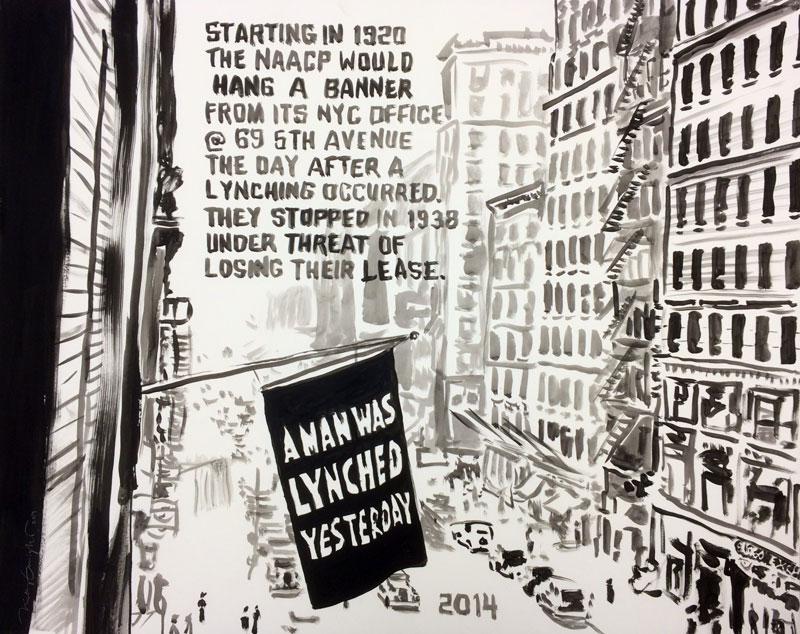 STARTING IN 1920
THE NAACP WOULD
HANG A BANNER
FROM ITS NYC OFFICE
@ 69 5TH AVENUE
THE DAY AFTER A
LYNCHING OCCURRED.
THEY STOPPED IN 1938
UNDER THREAT OF
LOSING THEIR LEASE.
A MAN WAS
LYNCHED
YESTERDAY
2014